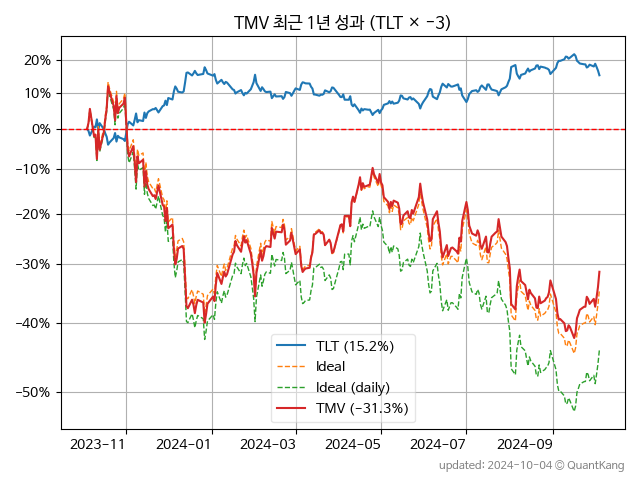 TMV 최근 1년 성과 (TLT × −3)
20%
10%
0%
−10%
−20%
−30%
−40%
−50%
TLT (15.2%)
Ideal
Ideal (daily)
TMV (−31.3%)
2023-11
2024-01
2024-03
2024-05
2024-07
2024-09
updated: 2024-10-04 © QuantKang